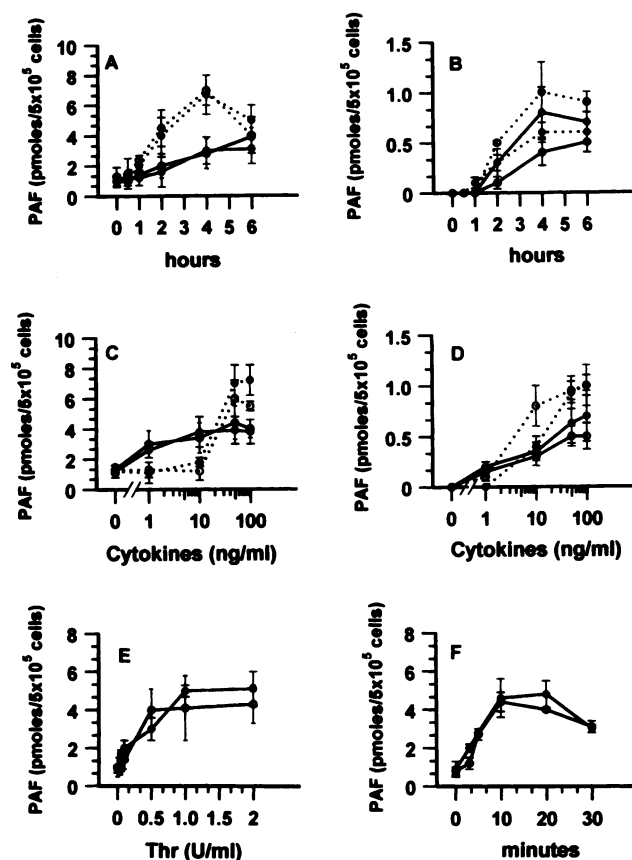 A
PAF (pmoles/5x10⁵ cells)
10
8
6
4
2
0
0 1 2 3 4 5 6
hours
B
PAF (pmoles/5x10⁵ cells)
1.5
1.0
0.5
0
0 1 2 3 4 5 6
hours
C
PAF (pmoles/5x10⁵ cells)
10
8
6
4
2
0
0 1 10 100
Cytokines (ng/ml)
D
PAF (pmoles/5x10⁵ cells)
1.5
1.0
0.5
0
0 1 10 100
Cytokines (ng/ml)
E
PAF (pmoles/5x10⁵ cells)
8
6
4
2
0
0 0.5 1.0 2
Thr (U/ml)
F
PAF (pmoles/5x10⁵ cells)
8
6
4
2
0
0 10 20 30
minutes